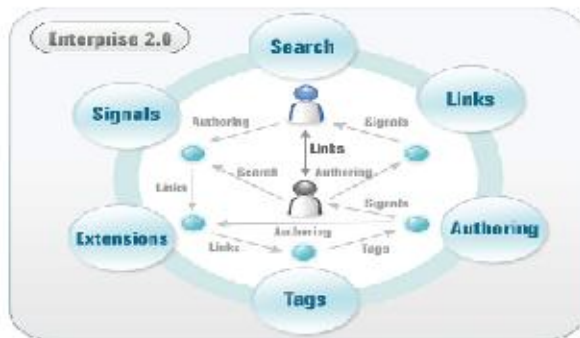 Enterprise 2.0
Search
Signals
Links
Authoring
Signals
Links
Search
Authoring
Links
Signals
Extensions
Authoring
Authoring
Links
Tags
Tags